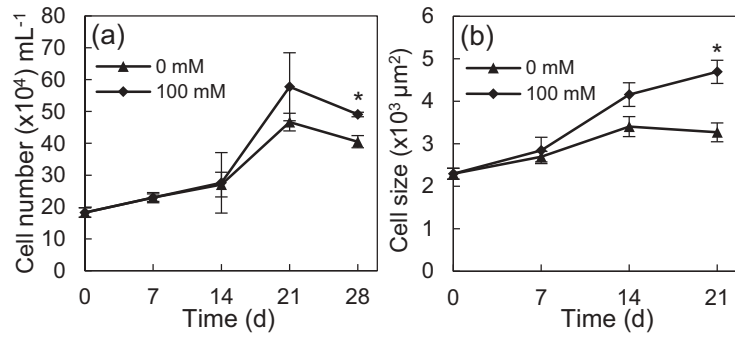 (a)
0 mM
100 mM
*
Cell number (x10⁴) mL⁻¹
80
70
60
50
40
30
20
10
0
0 7 14 21 28
Time (d)
(b)
0 mM
100 mM
*
Cell size (x10³ µm²)
6
5
4
3
2
1
0
0 7 14 21
Time (d)